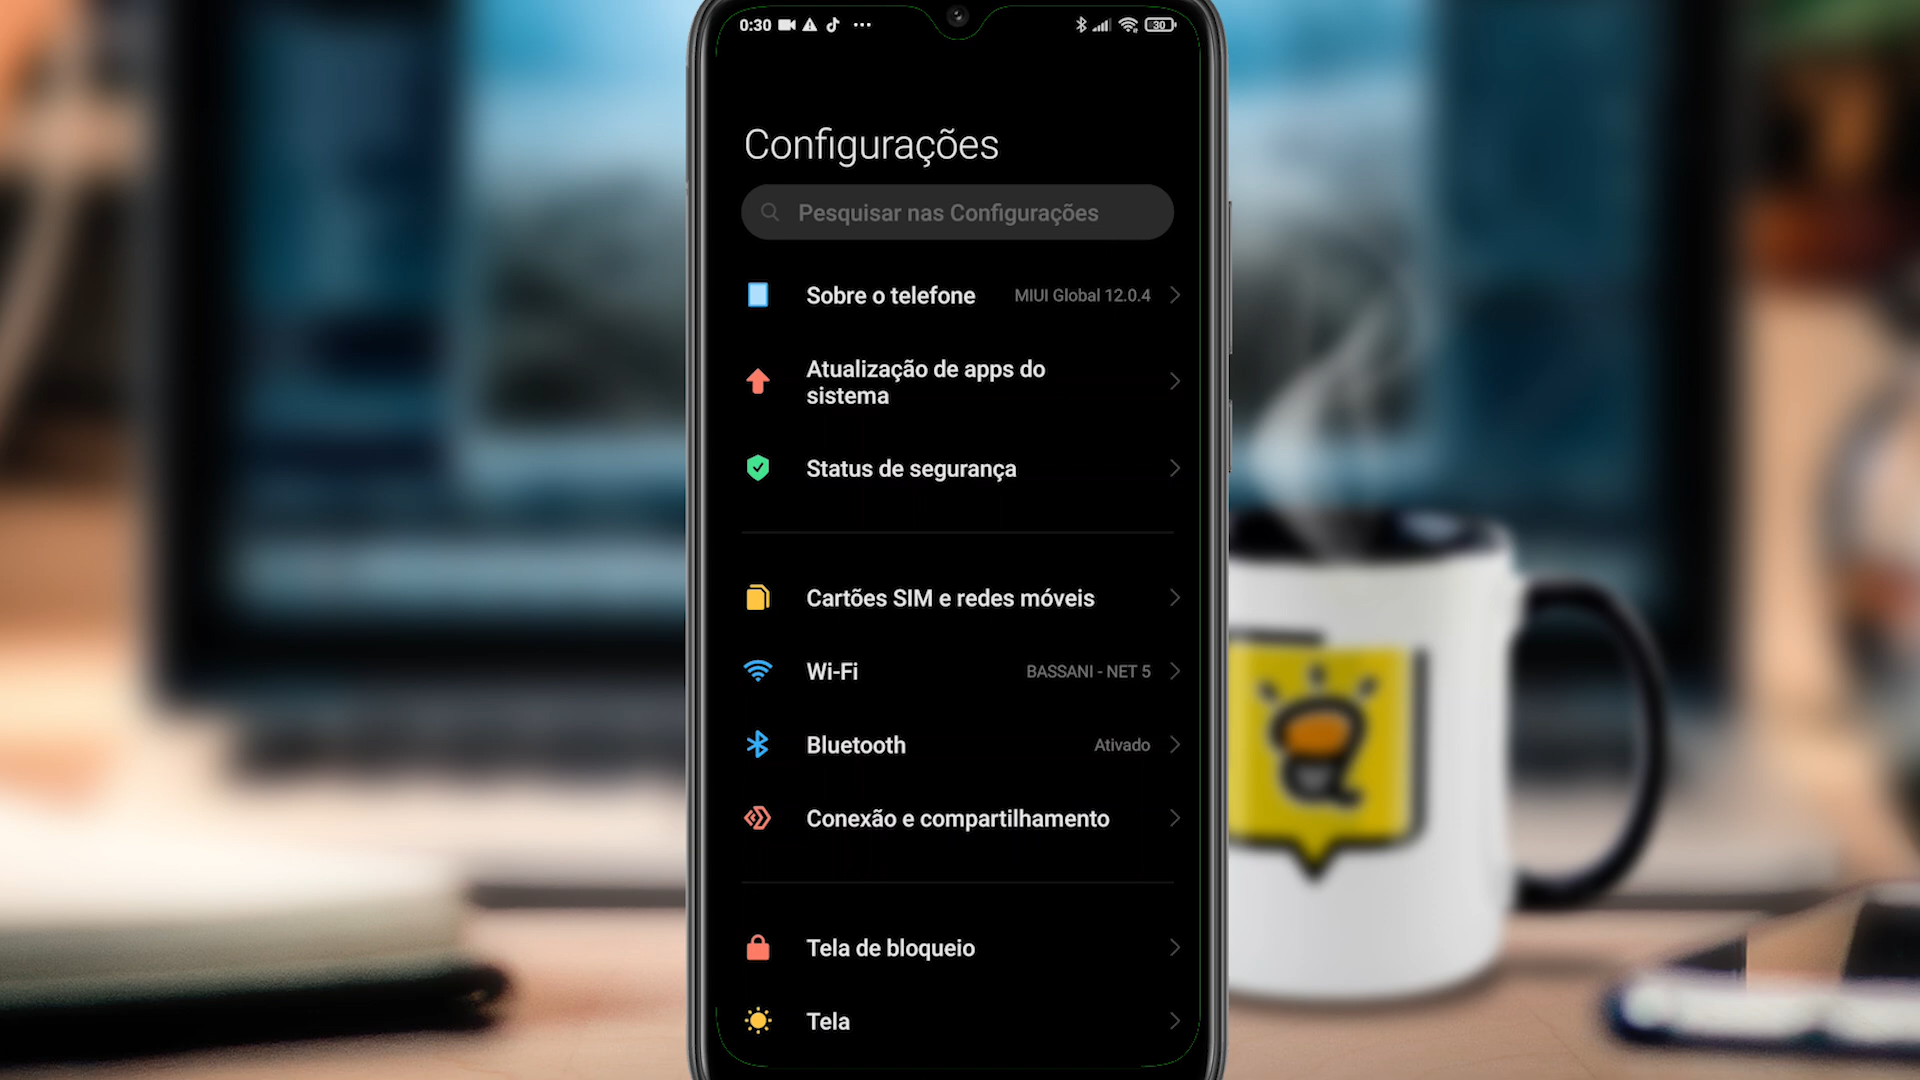 0:30
30
Configurações
Pesquisar nas Configurações
Sobre o telefone MIUI Global 12.0.4
Atualização de apps do
sistema
Status de segurança
Cartões SIM e redes móveis
Wi-Fi BASSANI - NET 5
Bluetooth Ativado
Conexão e compartilhamento
Tela de bloqueio
Tela